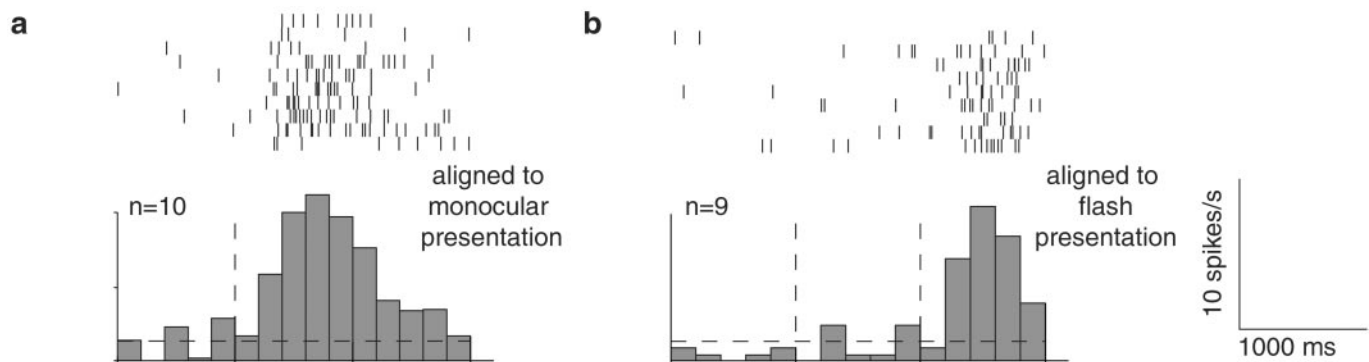 a
b
aligned to
monocular
presentation
n=10
aligned to
flash
presentation
n=9
10 spikes/s
1000 ms